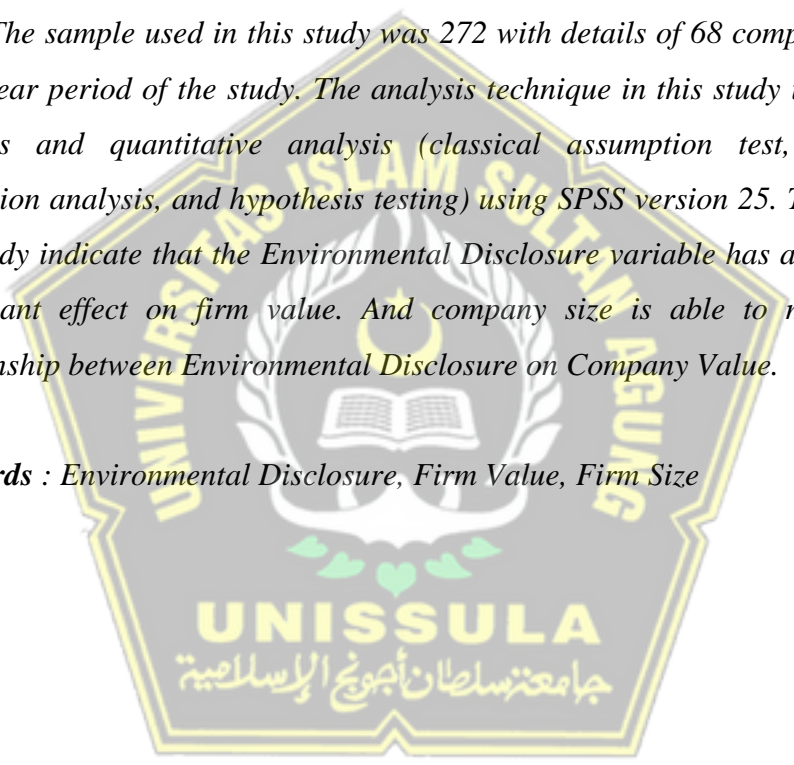 The sample used in this study was 272 with details of 68 comp
ear period of the study. The analysis technique in this study
s and quantitative analysis (classical assumption test,
ion analysis, and hypothesis testing) using SPSS version 25. T
dy indicate that the Environmental Disclosure variable has a
ant effect on firm value. And company size is able to
nship between Environmental Disclosure on Company Value.
rds : Environmental Disclosure, Firm Value, Firm Size
UNIVERSITAS ISLAM SULTAN AGUNG
UNISSULA
جامعة سلطان أجونج الإسلامية